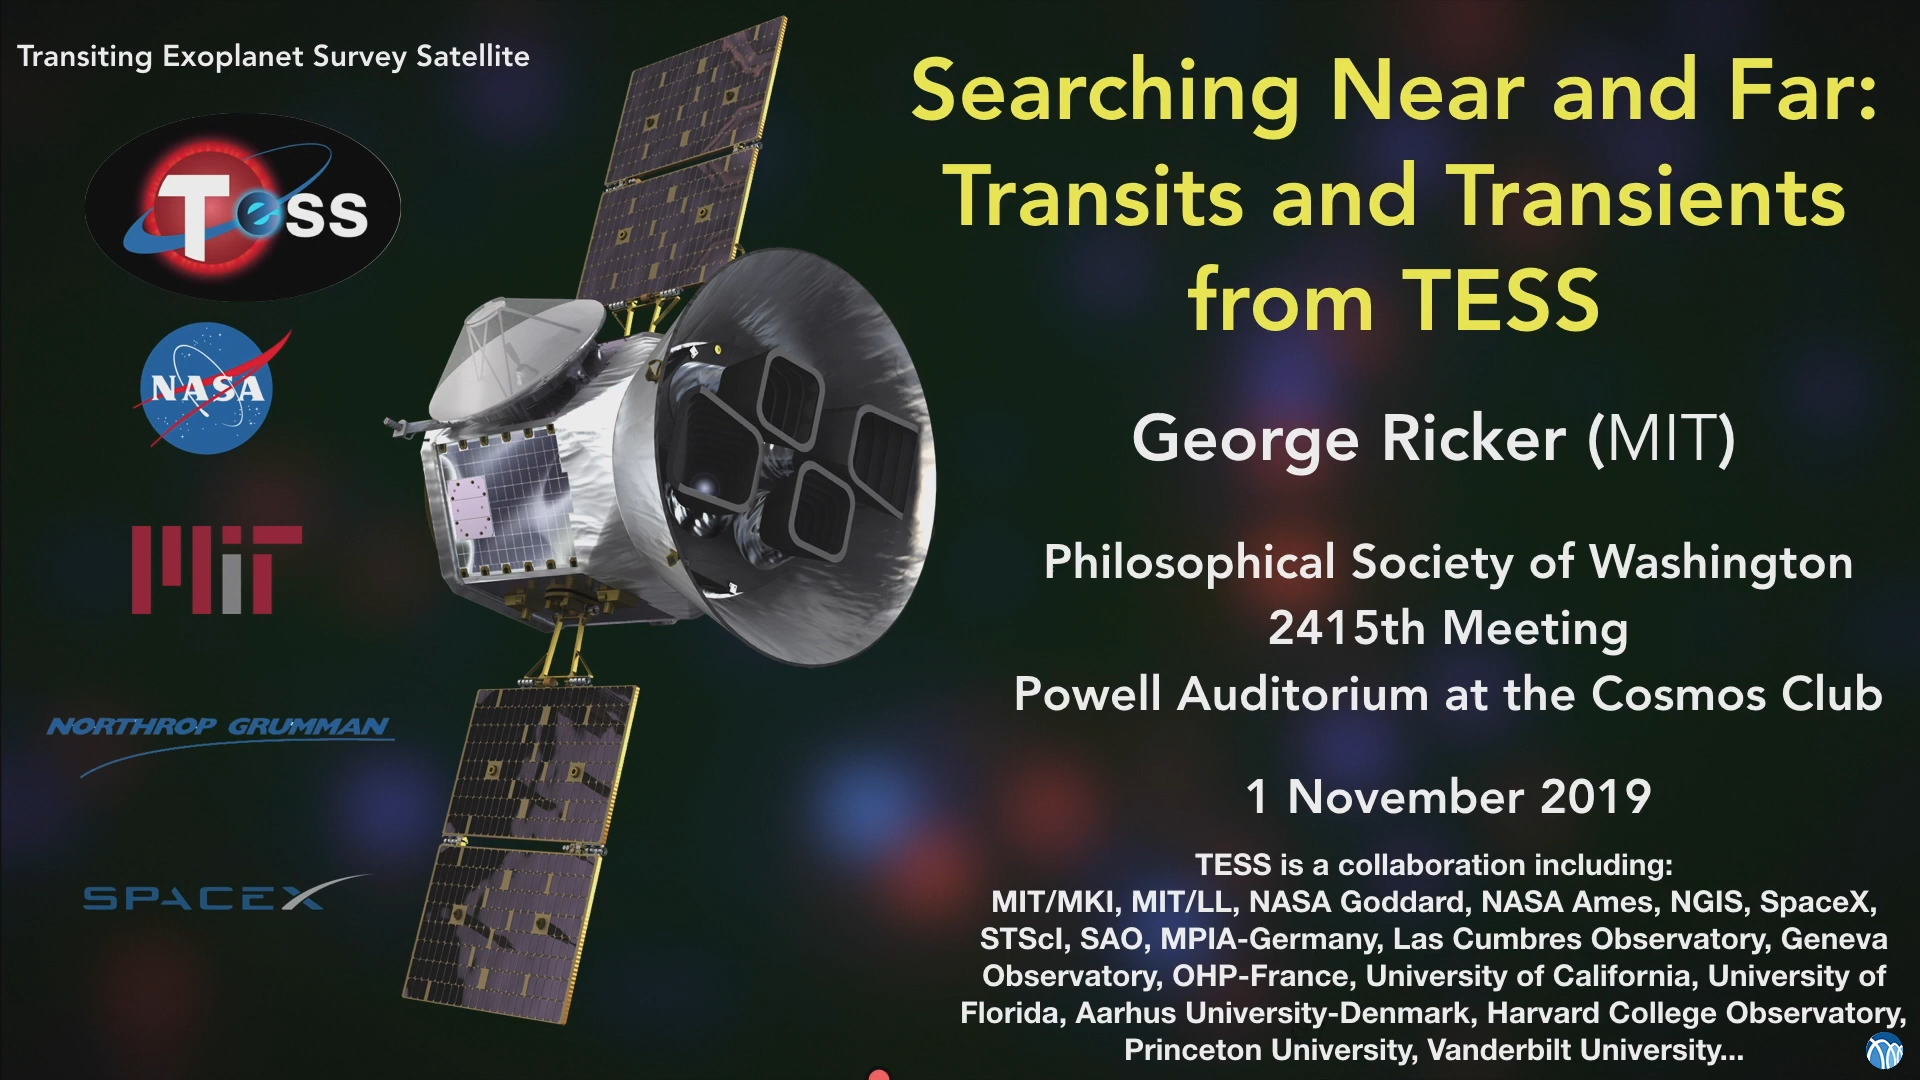 Transiting Exoplanet Survey Satellite
Tess
NASA
MiT
NORTHROP GRUMMAN
SPACEX
Searching Near and Far:
Transits and Transients
from TESS
George Ricker (MIT)
Philosophical Society of Washington
2415th Meeting
Powell Auditorium at the Cosmos Club
1 November 2019
TESS is a collaboration including:
MIT/MKI, MIT/LL, NASA Goddard, NASA Ames, NGIS, SpaceX,
STScI, SAO, MPIA-Germany, Las Cumbres Observatory, Geneva
Observatory, OHP-France, University of California, University of
Florida, Aarhus University-Denmark, Harvard College Observatory,
Princeton University, Vanderbilt University...